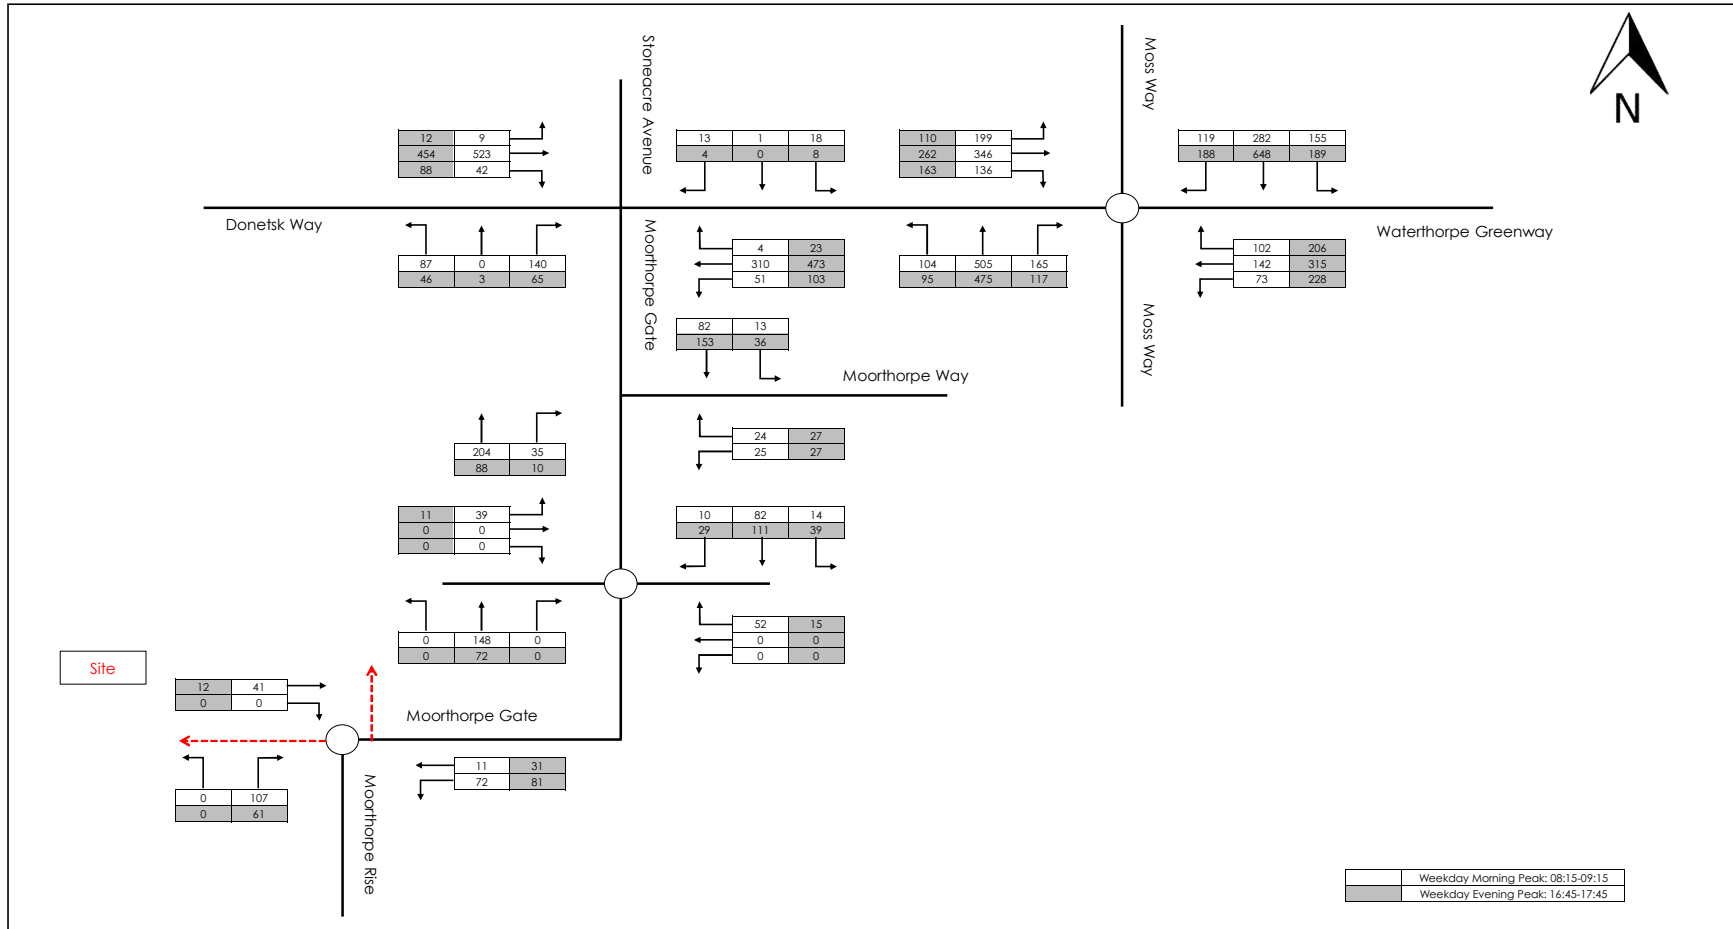 Stoneacre Avenue
Moss Way
N
12 9
454 523
88 42
13 1 18
4 0 8
110 199
262 346
163 136
119 282 155
188 648 189
Donetsk Way
Moorthorpe Gate
Waterthorpe Greenway
87 0 140
46 3 65
4 23
310 473
51 103
104 505 165
95 475 117
102 206
142 315
73 228
Moss Way
82 13
153 36
Moorthorpe Way
204 35
88 10
24 27
25 27
11 39
0 0
0 0
10 82 14
29 111 39
0 148 0
0 72 0
52 15
0 0
0 0
Site
12 41
0 0
Moorthorpe Gate
0 107
0 61
11 31
72 81
Moorthorpe Rise
Weekday Morning Peak: 08:15-09:15
Weekday Evening Peak: 16:45-17:45